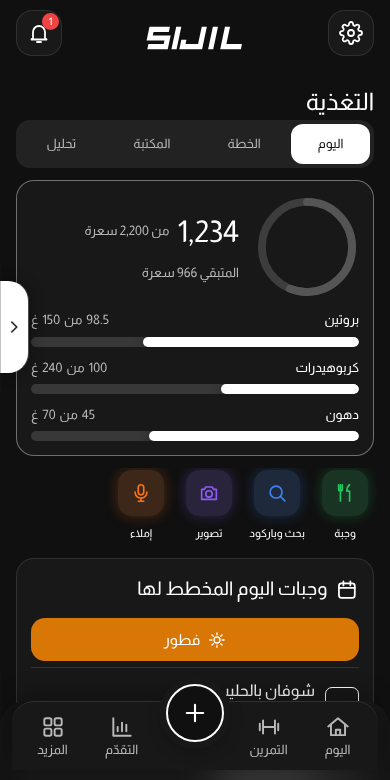 1
SIJIL
التغذية
اليوم
الخطة
المكتبة
تحليل
1,234 من 2,200 سعرة
المتبقي 966 سعرة
بروتين
98.5 من 150 غ
كربوهيدرات
100 من 240 غ
دهون
45 من 70 غ
وجبة
بحث وباركود
تصوير
إملاء
وجبات اليوم المخطط لها
فطور
شوفان بالحليب
اليوم
التمرين
التقدّم
المزيد